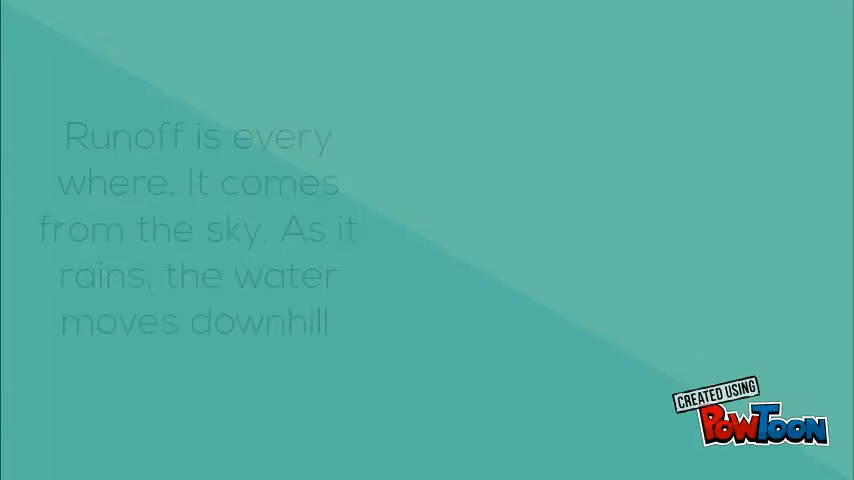 Runoff is every
where. It comes
from the sky. As it
rains, the water
moves downhill
CREATED USING
POWTOON